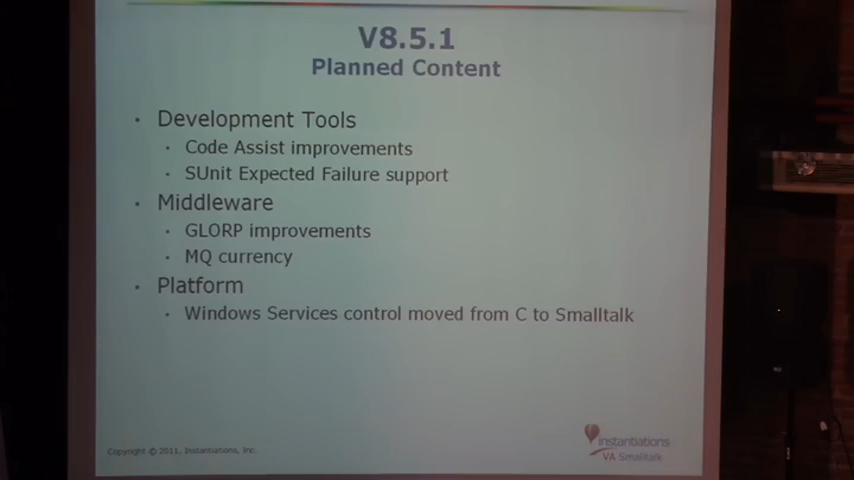 V8.5.1
Planned Content
· Development Tools
· Code Assist improvements
· SUnit Expected Failure support
· Middleware
· GLORP improvements
· MQ currency
· Platform
· Windows Services control moved from C to Smalltalk
Copyright © 2011, Instantiations, Inc.
instantiations
VA Smalltalk